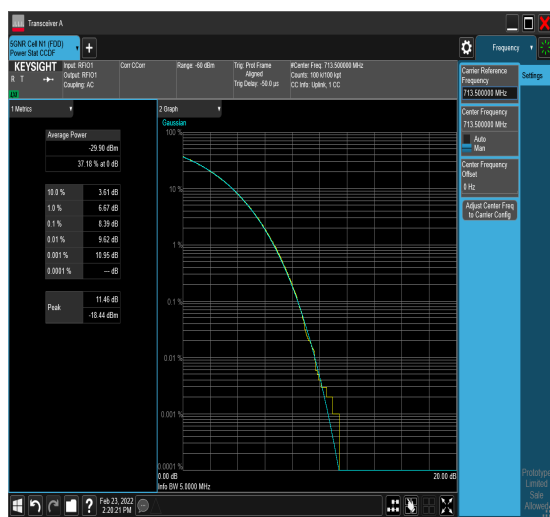 Transceiver A
5GNR Cell N1 (FDD)
Power Stat CCDF
KEYSIGHT
R T
Input: RFIO1
Output: RFIO1
Coupling: AC
Corr CCorr
Range: -60 dBm
Trig: Prot Frame
Aligned
Trig Delay: -50.0 µs
#Center Freq: 713.500000 MHz
Counts: 100 k/100 kpt
CC Info: Uplink, 1 CC
1 Metrics
Average Power
-29.90 dBm
37.18 % at 0 dB
10.0 % 3.61 dB
1.0 % 6.67 dB
0.1 % 8.39 dB
0.01 % 9.62 dB
0.001 % 10.95 dB
0.0001 % --- dB
Peak
11.46 dB
-18.44 dBm
2 Graph
Gaussian
100 %
10 %
1 %
0.1 %
0.01 %
0.001 %
0.0001 %
0.00 dB
20.00 dB
Info BW 5.0000 MHz
Frequency
Settings
Carrier Reference
Frequency
713.500000 MHz
Center Frequency
713.500000 MHz
Auto
Man
Center Frequency
Offset
0 Hz
Adjust Center Freq
to Carrier Config
Prototype
Limited
Sale
Allowed
?
Feb 23, 2022
2:20:21 PM